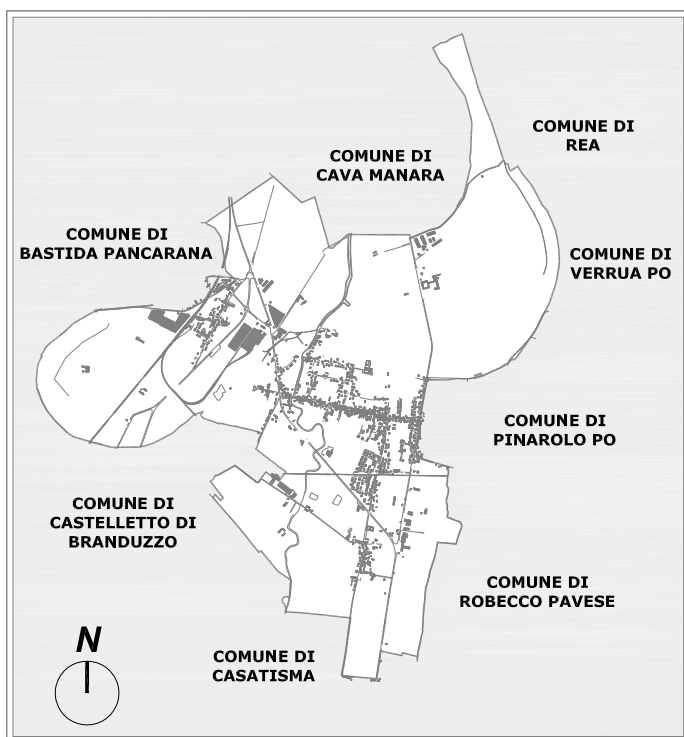 COMUNE DI
REA
COMUNE DI
CAVA MANARA
COMUNE DI
BASTIDA PANCARANA
COMUNE DI
VERRUA PO
COMUNE DI
PINAROLO PO
COMUNE DI
CASTELLETTO DI
BRANDUZZO
COMUNE DI
ROBECCO PAVESE
COMUNE DI
CASATISMA
N